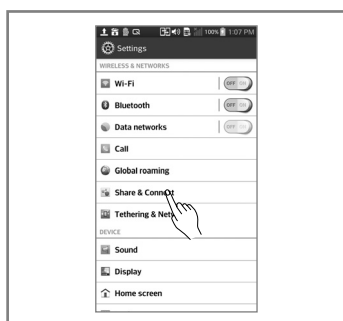 100% 1:07 PM
Settings
WIRELESS & NETWORKS
Wi-Fi OFF ON
Bluetooth OFF ON
Data networks OFF ON
Call
Global roaming
Share & Connect
Tethering & Net
DEVICE
Sound
Display
Home screen